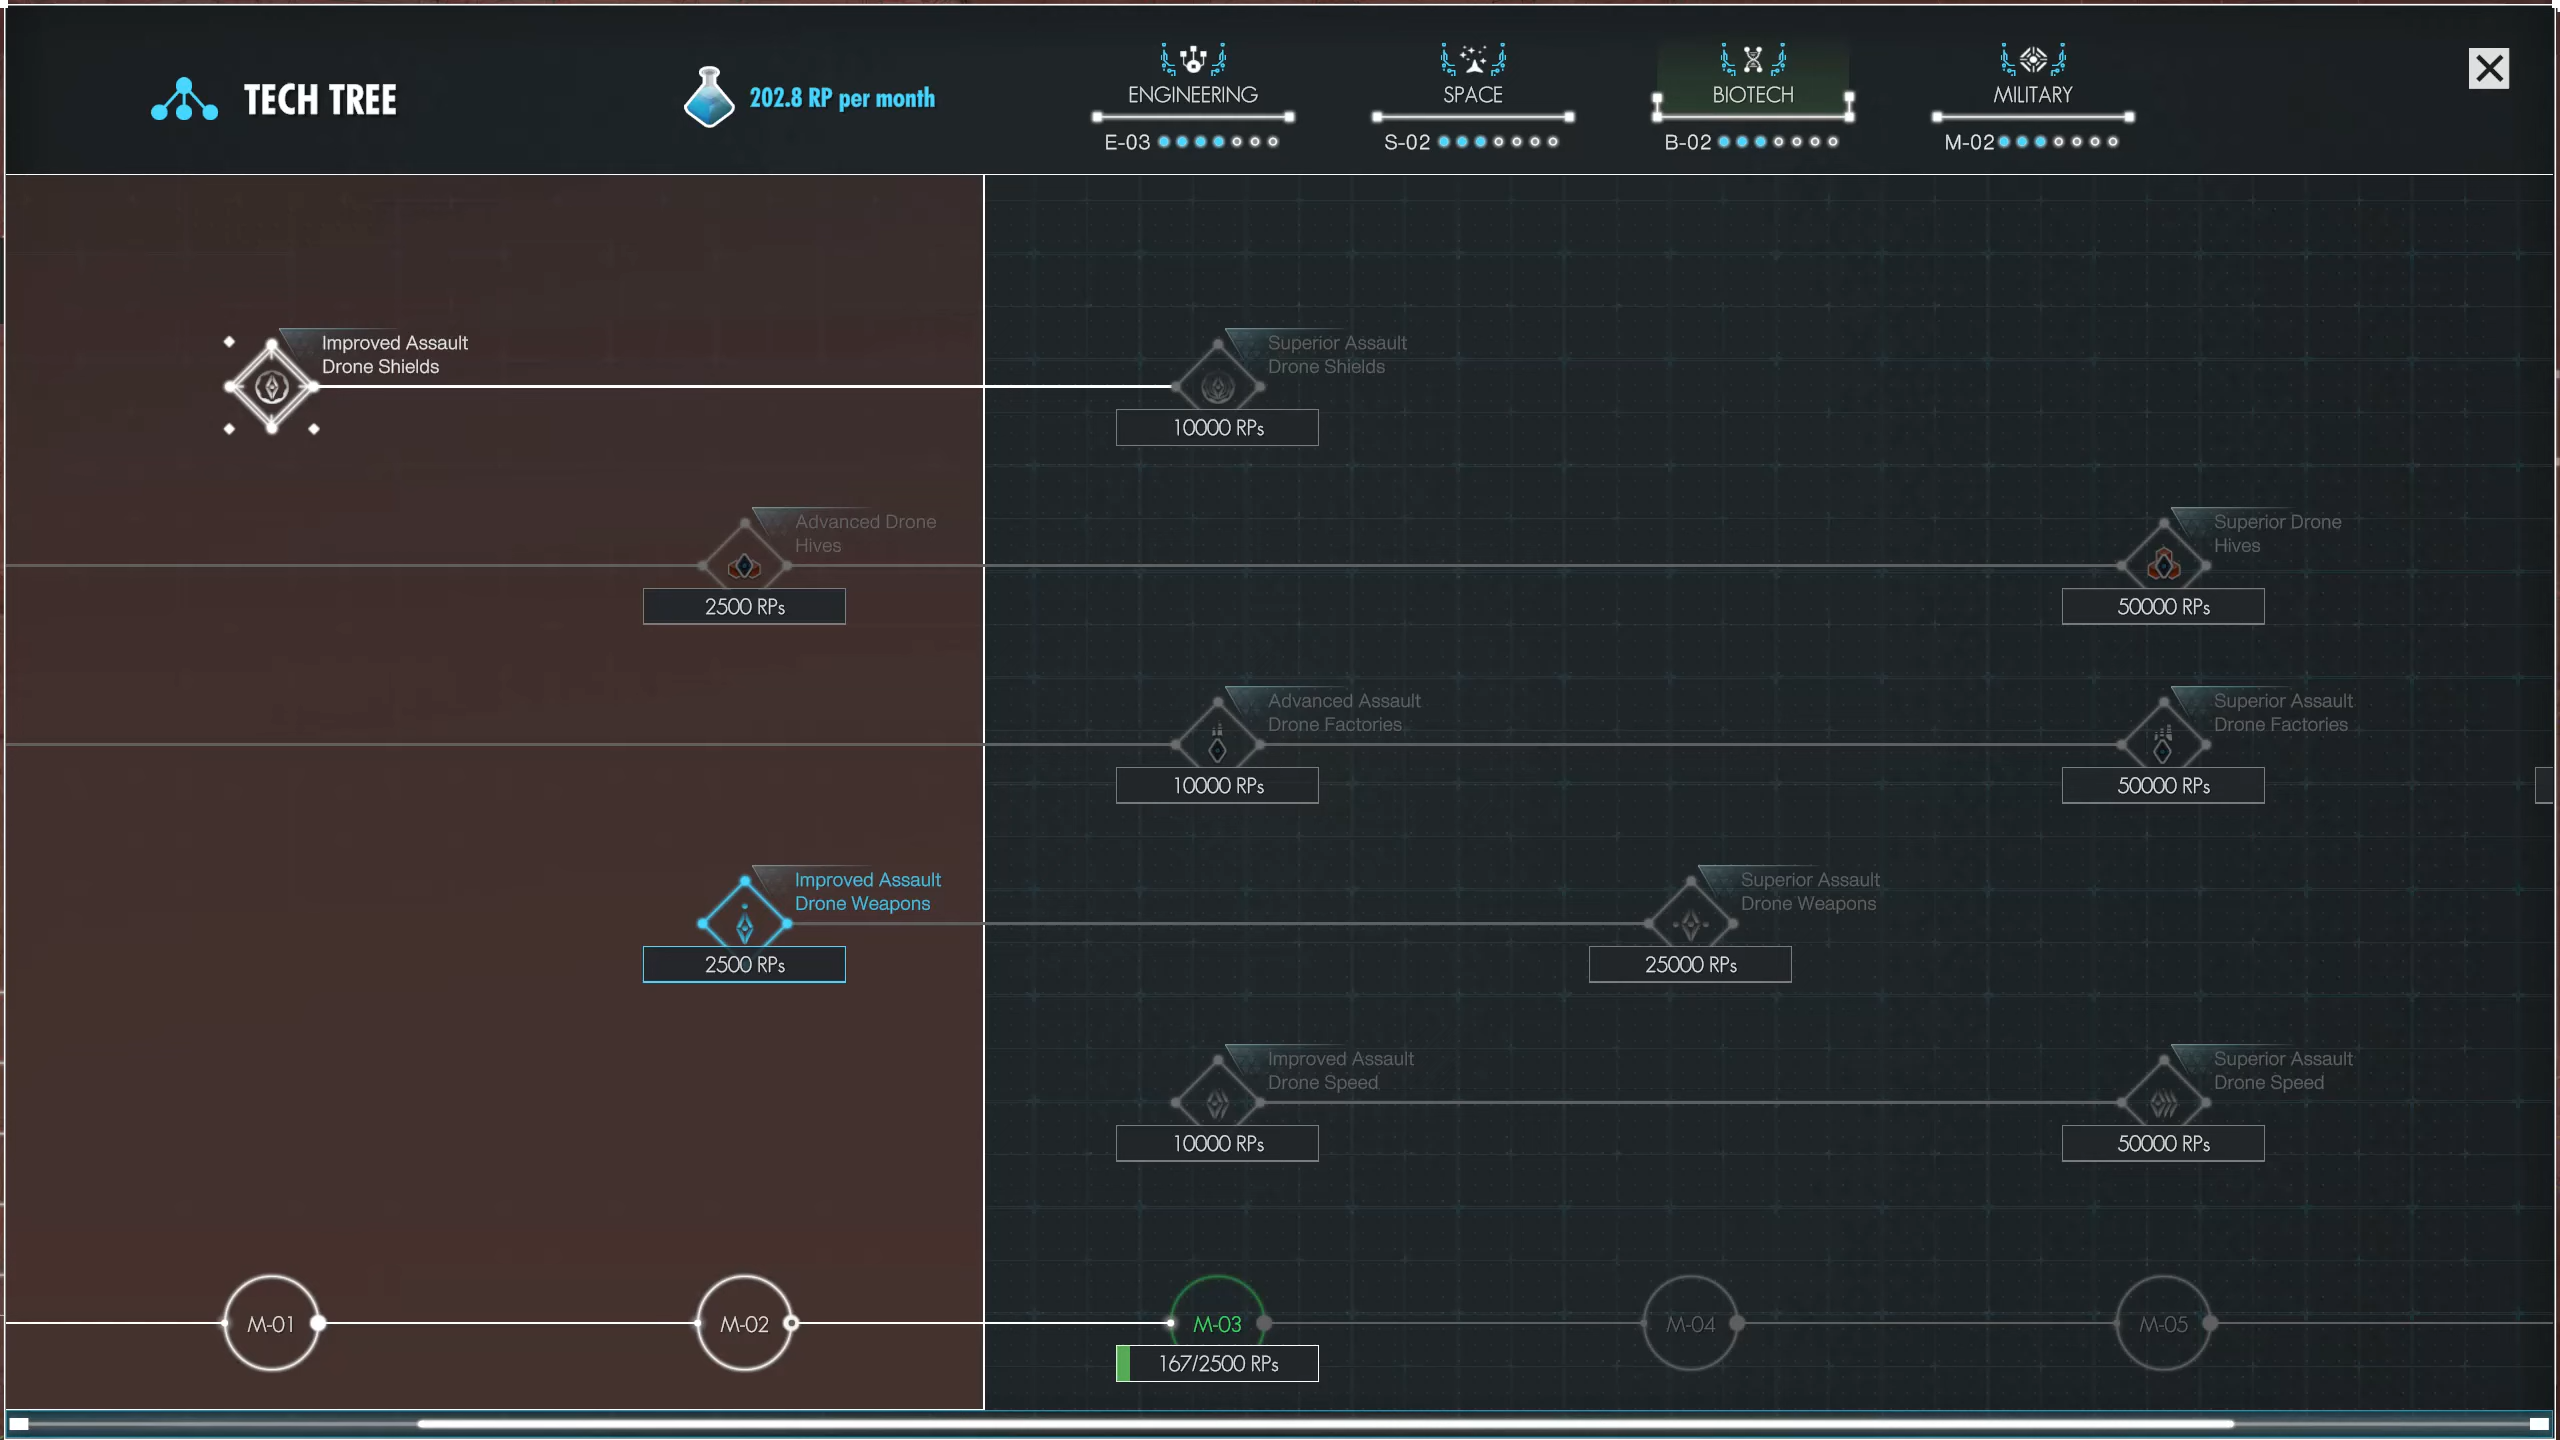 TECH TREE
202.8 RP per month
ENGINEERING
E-03
SPACE
S-02
BIOTECH
B-02
MILITARY
M-02
Improved Assault
Drone Shields
Superior Assault
Drone Shields
10000 RPs
Advanced Drone
Hives
2500 RPs
Superior Drone
Hives
50000 RPs
Advanced Assault
Drone Factories
10000 RPs
Superior Assault
Drone Factories
50000 RPs
Improved Assault
Drone Weapons
2500 RPs
Superior Assault
Drone Weapons
25000 RPs
Improved Assault
Drone Speed
10000 RPs
Superior Assault
Drone Speed
50000 RPs
M-01
M-02
M-03
167/2500 RPs
M-04
M-05